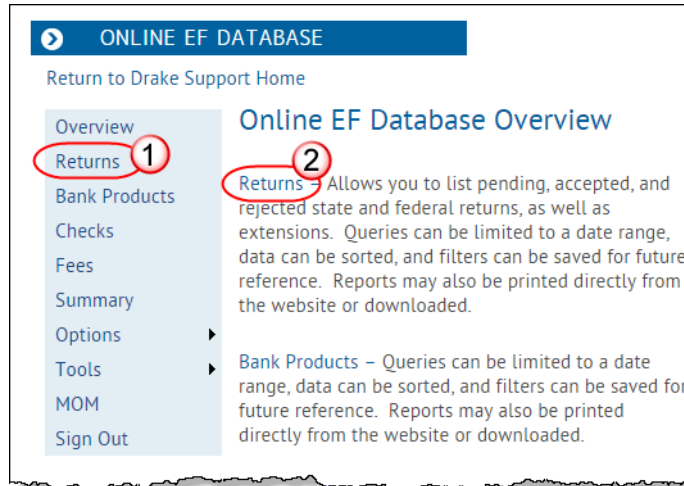 ONLINE EF DATABASE
Return to Drake Support Home
Overview
Returns 1
Bank Products
Checks
Fees
Summary
Options
Tools
MOM
Sign Out
Online EF Database Overview
2
Returns – Allows you to list pending, accepted, and
rejected state and federal returns, as well as
extensions. Queries can be limited to a date range,
data can be sorted, and filters can be saved for future
reference. Reports may also be printed directly from
the website or downloaded.
Bank Products – Queries can be limited to a date
range, data can be sorted, and filters can be saved for
future reference. Reports may also be printed
directly from the website or downloaded.